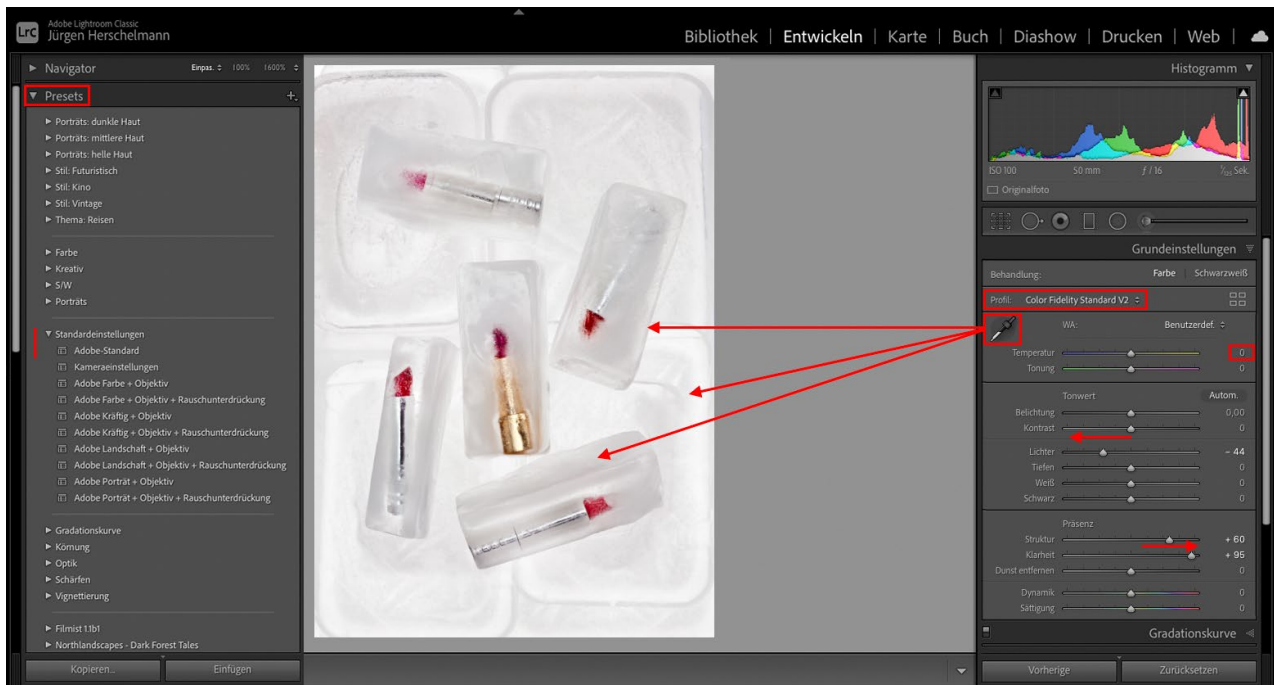 LrC
Adobe Lightroom Classic
Jürgen Herschelmann
Bibliothek | Entwickeln | Karte | Buch | Diashow | Drucken | Web |
Navigator Einpas. 100% 1600%
Presets +
Porträts: dunkle Haut
Porträts: mittlere Haut
Porträts: helle Haut
Stil: Futuristisch
Stil: Kino
Stil: Vintage
Thema: Reisen
Farbe
Kreativ
S/W
Porträts
Standardeinstellungen
Adobe-Standard
Kameraeinstellungen
Adobe Farbe + Objektiv
Adobe Farbe + Objektiv + Rauschunterdrückung
Adobe Kräftig + Objektiv
Adobe Kräftig + Objektiv + Rauschunterdrückung
Adobe Landschaft + Objektiv
Adobe Landschaft + Objektiv + Rauschunterdrückung
Adobe Porträt + Objektiv
Adobe Porträt + Objektiv + Rauschunterdrückung
Gradationskurve
Körnung
Optik
Schärfen
Vignettierung
Filmist 1.1b1
Northlandscapes - Dark Forest Tales
Kopieren... Einfügen
Histogramm
ISO 100 50 mm ƒ / 16 Sek.
Originalfoto
Grundeinstellungen
Behandlung: Farbe | Schwarzweiß
Profil: Color Fidelity Standard V2
WA: Benutzerdef.
Temperatur 0
Tonung 0
Tonwert Autom.
Belichtung 0,00
Kontrast 0
Lichter - 44
Tiefen 0
Weiß 0
Schwarz 0
Präsenz
Struktur + 60
Klarheit + 95
Dunst entfernen 0
Dynamik 0
Sättigung 0
Gradationskurve
Vorherige Zurücksetzen